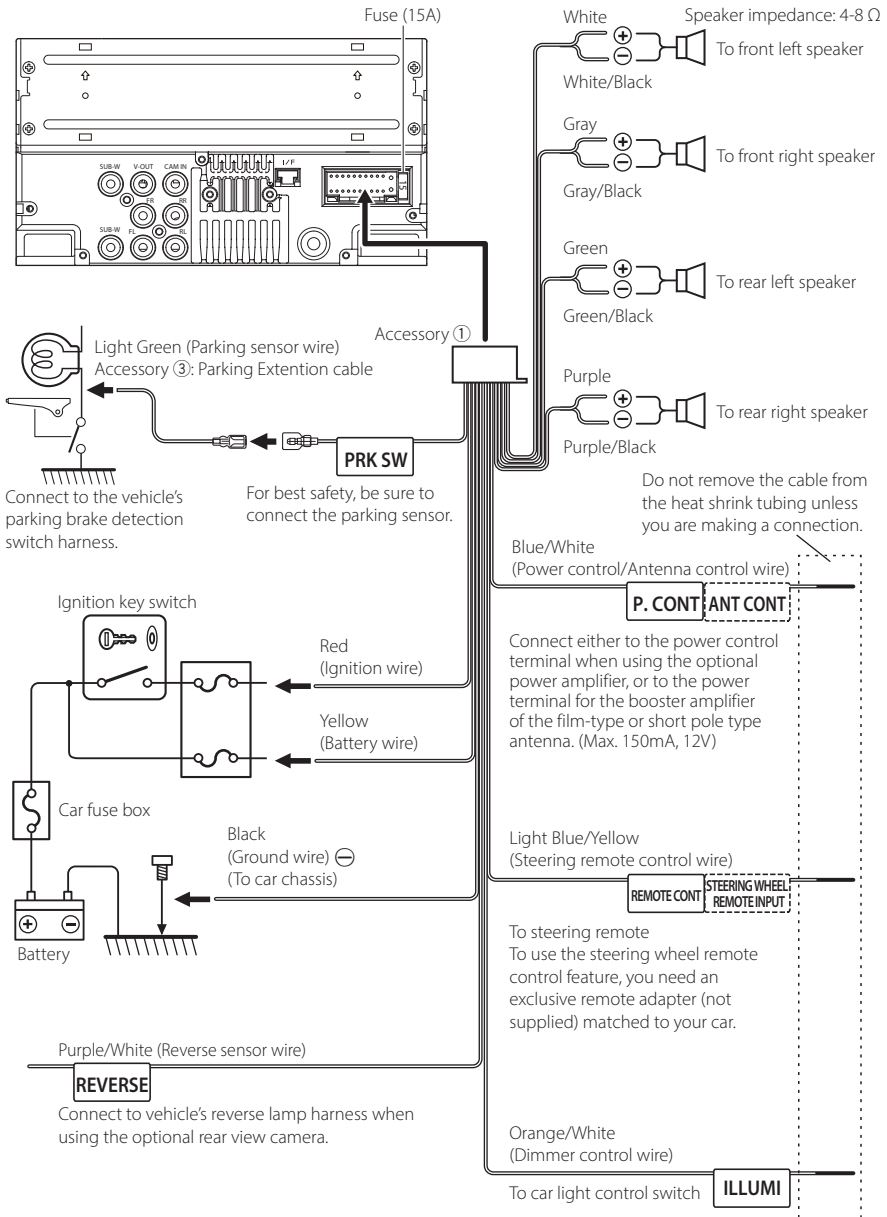 Fuse (15A)
White
Speaker impedance: 4-8 Ω
To front left speaker
White/Black
Gray
To front right speaker
Gray/Black
Green
To rear left speaker
Green/Black
Purple
To rear right speaker
Purple/Black
SUB-W V-OUT CAM IN
I / F
15
FR RR
SUB-W FL RL
Accessory ①
Light Green (Parking sensor wire)
Accessory ③: Parking Extention cable
PRK SW
Connect to the vehicle's
parking brake detection
switch harness.
For best safety, be sure to
connect the parking sensor.
Do not remove the cable from
the heat shrink tubing unless
you are making a connection.
Blue/White
(Power control/Antenna control wire)
P. CONT ANT CONT
Connect either to the power control
terminal when using the optional
power amplifier, or to the power
terminal for the booster amplifier
of the film-type or short pole type
antenna. (Max. 150mA, 12V)
Ignition key switch
Red
(Ignition wire)
Yellow
(Battery wire)
Car fuse box
Black
(Ground wire) ⊖
(To car chassis)
Battery
Light Blue/Yellow
(Steering remote control wire)
REMOTE CONT
STEERING WHEEL
REMOTE INPUT
To steering remote
To use the steering wheel remote
control feature, you need an
exclusive remote adapter (not
supplied) matched to your car.
Purple/White (Reverse sensor wire)
REVERSE
Connect to vehicle's reverse lamp harness when
using the optional rear view camera.
Orange/White
(Dimmer control wire)
To car light control switch
ILLUMI